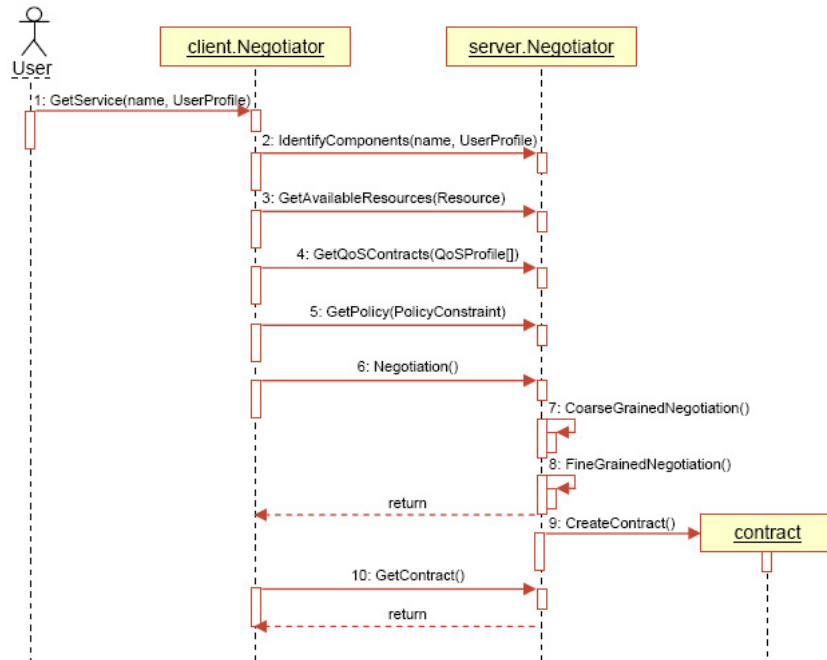 client.Negotiator
server.Negotiator
User
1: GetService(name, UserProfile)
2: IdentifyComponents(name, UserProfile)
3: GetAvailableResources(Resource)
4: GetQoSContracts(QoSProfile[])
5: GetPolicy(PolicyConstraint)
6: Negotiation()
7: CoarseGrainedNegotiation()
8: FineGrainedNegotiation()
return
9: CreateContract()
contract
10: GetContract()
return